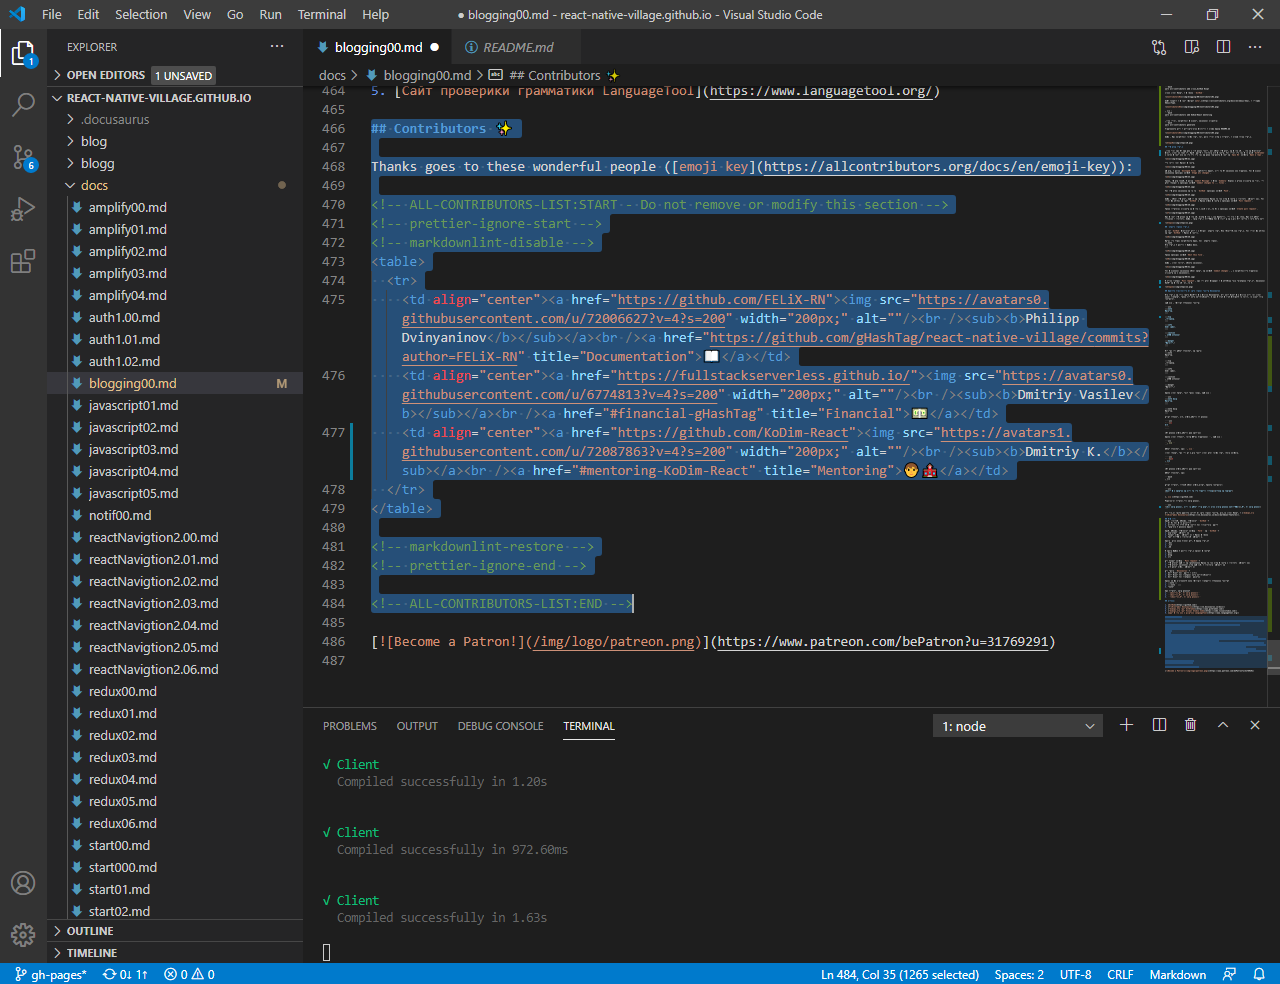 File Edit Selection View Go Run Terminal Help
● blogging00.md - react-native-village.github.io - Visual Studio Code
EXPLORER
OPEN EDITORS 1 UNSAVED
REACT-NATIVE-VILLAGE.GITHUB.IO
.docusaurus
blog
blogg
docs
amplify00.md
amplify01.md
amplify02.md
amplify03.md
amplify04.md
auth1.00.md
auth1.01.md
auth1.02.md
blogging00.md M
javascript01.md
javascript02.md
javascript03.md
javascript04.md
javascript05.md
notif00.md
reactNavigtion2.00.md
reactNavigtion2.01.md
reactNavigtion2.02.md
reactNavigtion2.03.md
reactNavigtion2.04.md
reactNavigtion2.05.md
reactNavigtion2.06.md
redux00.md
redux01.md
redux02.md
redux03.md
redux04.md
redux05.md
redux06.md
start00.md
start000.md
start01.md
start02.md
OUTLINE
TIMELINE
1
6
blogging00.md ● README.md
docs > blogging00.md > ## Contributors ✨
464 5. [Сайт проверики грамматики LanguageTool](https://www.languagetool.org/)
465
466 ## Contributors ✨
467
468 Thanks goes to these wonderful people ([emoji key](https://allcontributors.org/docs/en/emoji-key)):
469
470 <!-- ALL-CONTRIBUTORS-LIST:START - Do not remove or modify this section -->
471 <!-- prettier-ignore-start -->
472 <!-- markdownlint-disable -->
473 <table>
474 <tr>
475 <td align="center"><a href="https://github.com/FELiX-RN"><img src="https://avatars0.
githubusercontent.com/u/72006627?v=4?s=200" width="200px;" alt=""/><br /><sub><b>Philipp
Dvinyaninov</b></sub></a><br /><a href="https://github.com/gHashTag/react-native-village/commits?
author=FELiX-RN" title="Documentation">📖</a></td>
476 <td align="center"><a href="https://fullstackserverless.github.io/"><img src="https://avatars0.
githubusercontent.com/u/6774813?v=4?s=200" width="200px;" alt=""/><br /><sub><b>Dmitriy Vasilev</
b></sub></a><br /><a href="#financial-gHashTag" title="Financial">💵</a></td>
477 <td align="center"><a href="https://github.com/KoDim-React"><img src="https://avatars1.
githubusercontent.com/u/72087863?v=4?s=200" width="200px;" alt=""/><br /><sub><b>Dmitriy K.</b></
sub></a><br /><a href="#mentoring-KoDim-React" title="Mentoring">🧑‍🏫</a></td>
478 </tr>
479 </table>
480
481 <!-- markdownlint-restore -->
482 <!-- prettier-ignore-end -->
483
484 <!-- ALL-CONTRIBUTORS-LIST:END -->
485
486 [![Become a Patron!](/img/logo/patreon.png)](https://www.patreon.com/bePatron?u=31769291)
487
PROBLEMS OUTPUT DEBUG CONSOLE TERMINAL 1: node
√ Client
Compiled successfully in 1.20s
√ Client
Compiled successfully in 972.60ms
√ Client
Compiled successfully in 1.63s
gh-pages* 0↓ 1↑ 0 0 Ln 484, Col 35 (1265 selected) Spaces: 2 UTF-8 CRLF Markdown